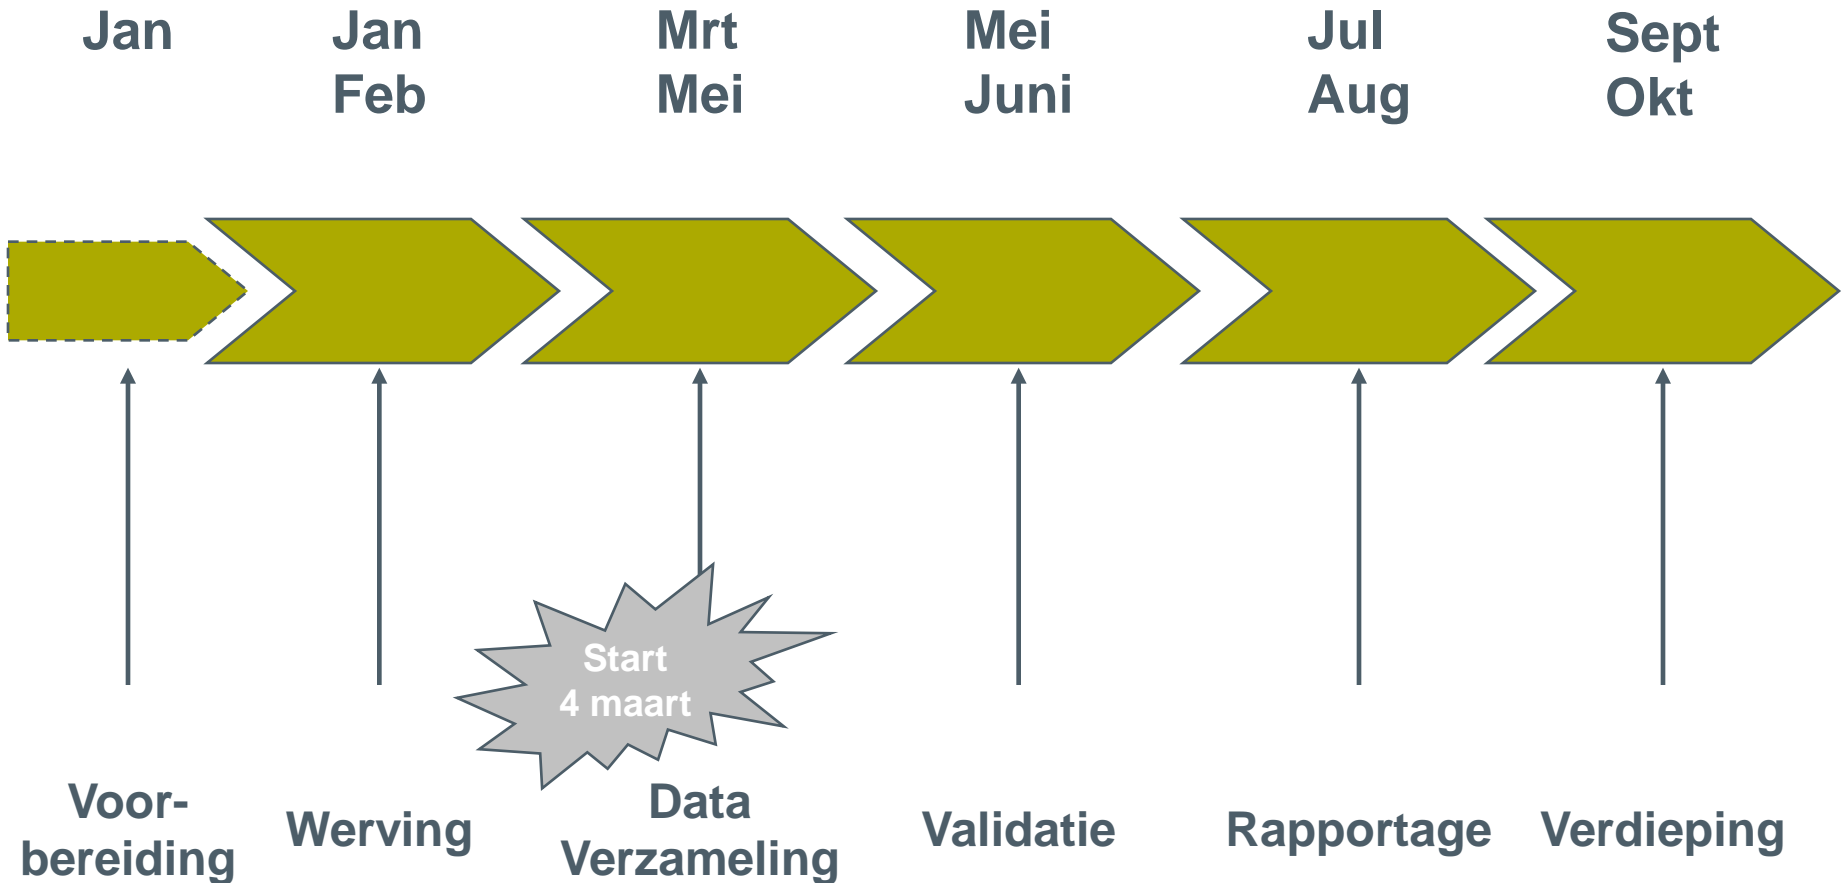 Jan
Jan
Feb
Mrt
Mei
Mei
Juni
Jul
Aug
Sept
Okt
Start
4 maart
Voor-
bereiding
Werving
Data
Verzameling
Validatie
Rapportage
Verdieping